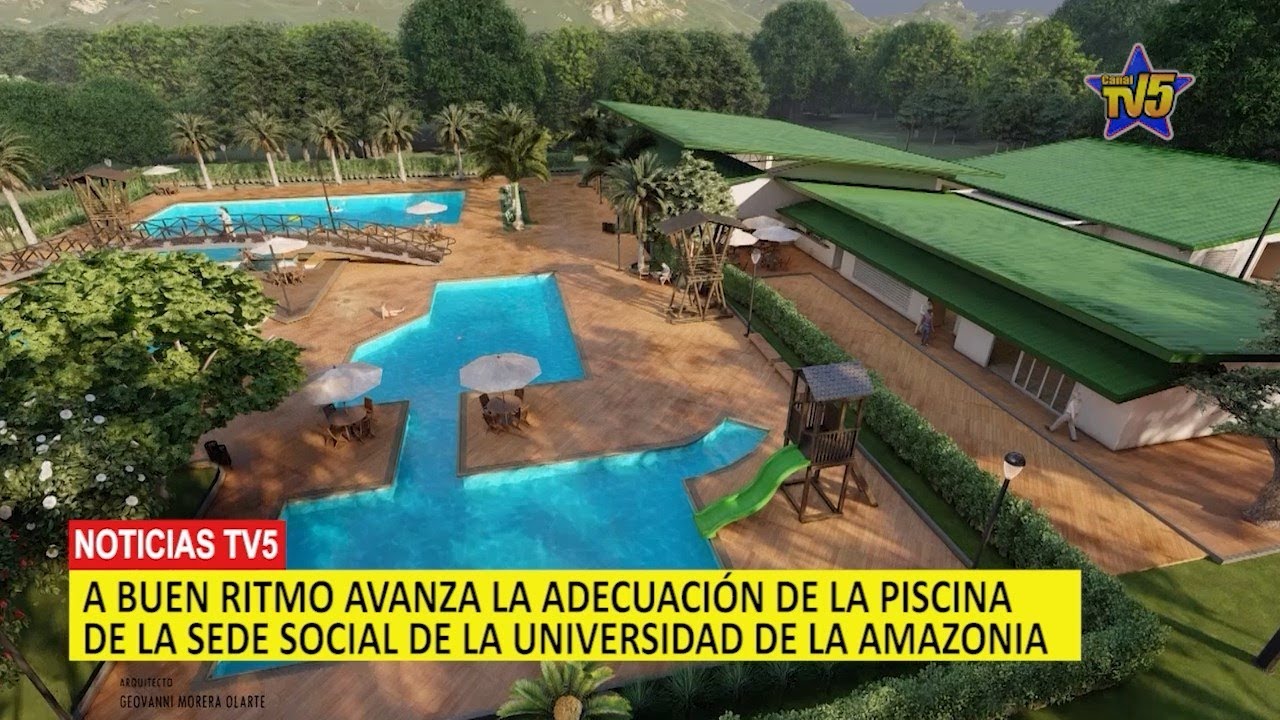 Canal
TV5
NOTICIAS TV5
A BUEN RITMO AVANZA LA ADECUACIÓN DE LA PISCINA
DE LA SEDE SOCIAL DE LA UNIVERSIDAD DE LA AMAZONIA
ARQUITECTO
GEOVANNI MORERA OLARTE